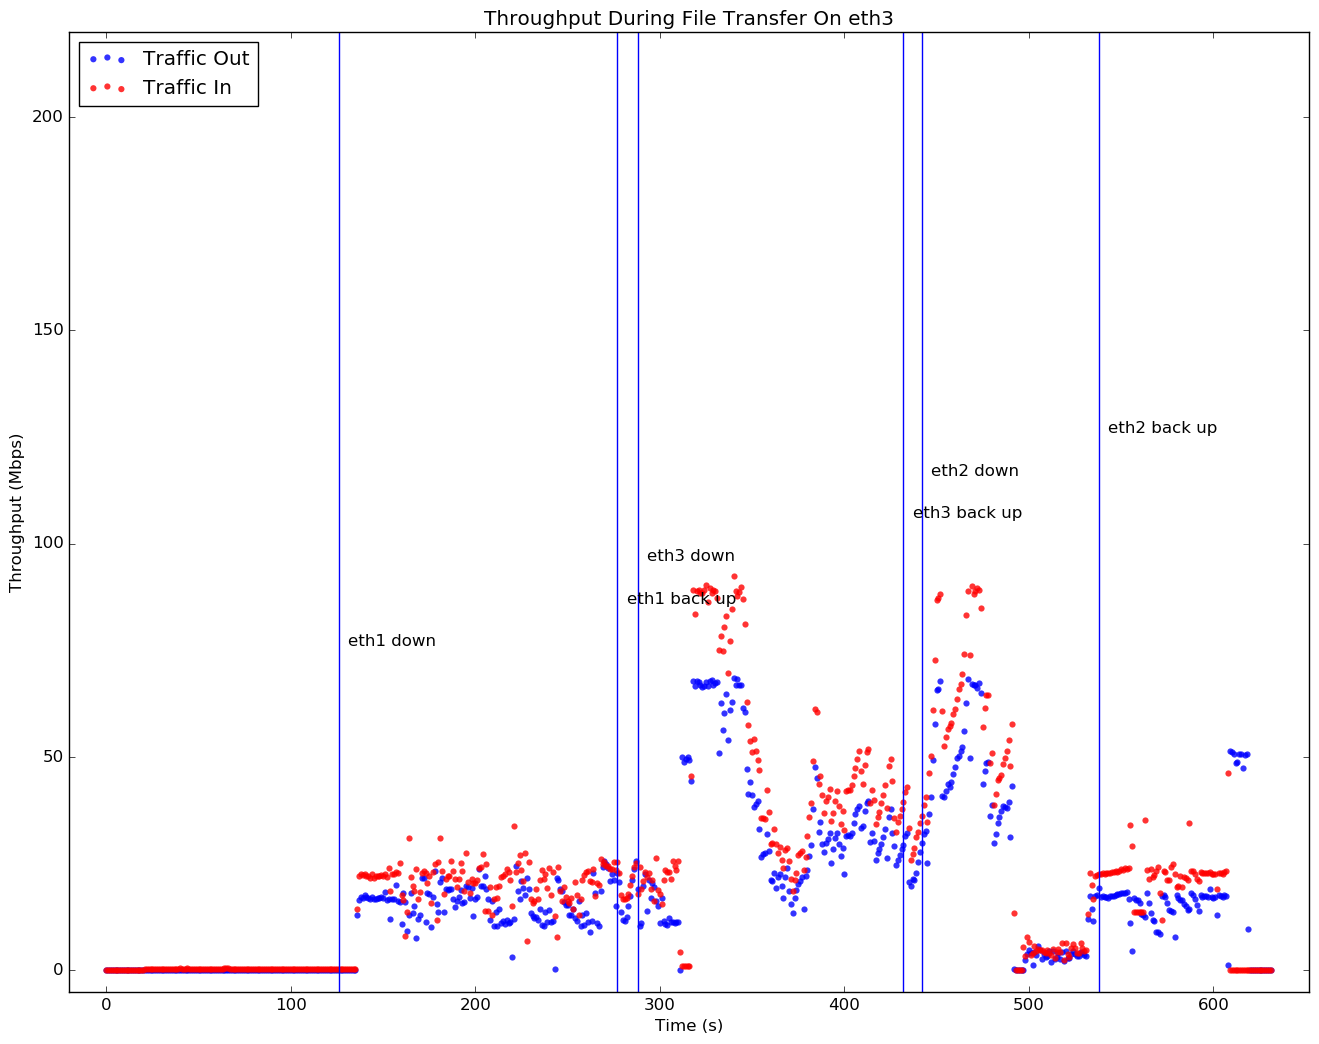 Throughput During File Transfer On eth3
Traffic Out
Traffic In
200
150
100
50
0
Throughput (Mbps)
eth2 back up
eth2 down
eth3 back up
eth3 down
eth1 back up
eth1 down
0
100
200
300
400
500
600
Time (s)